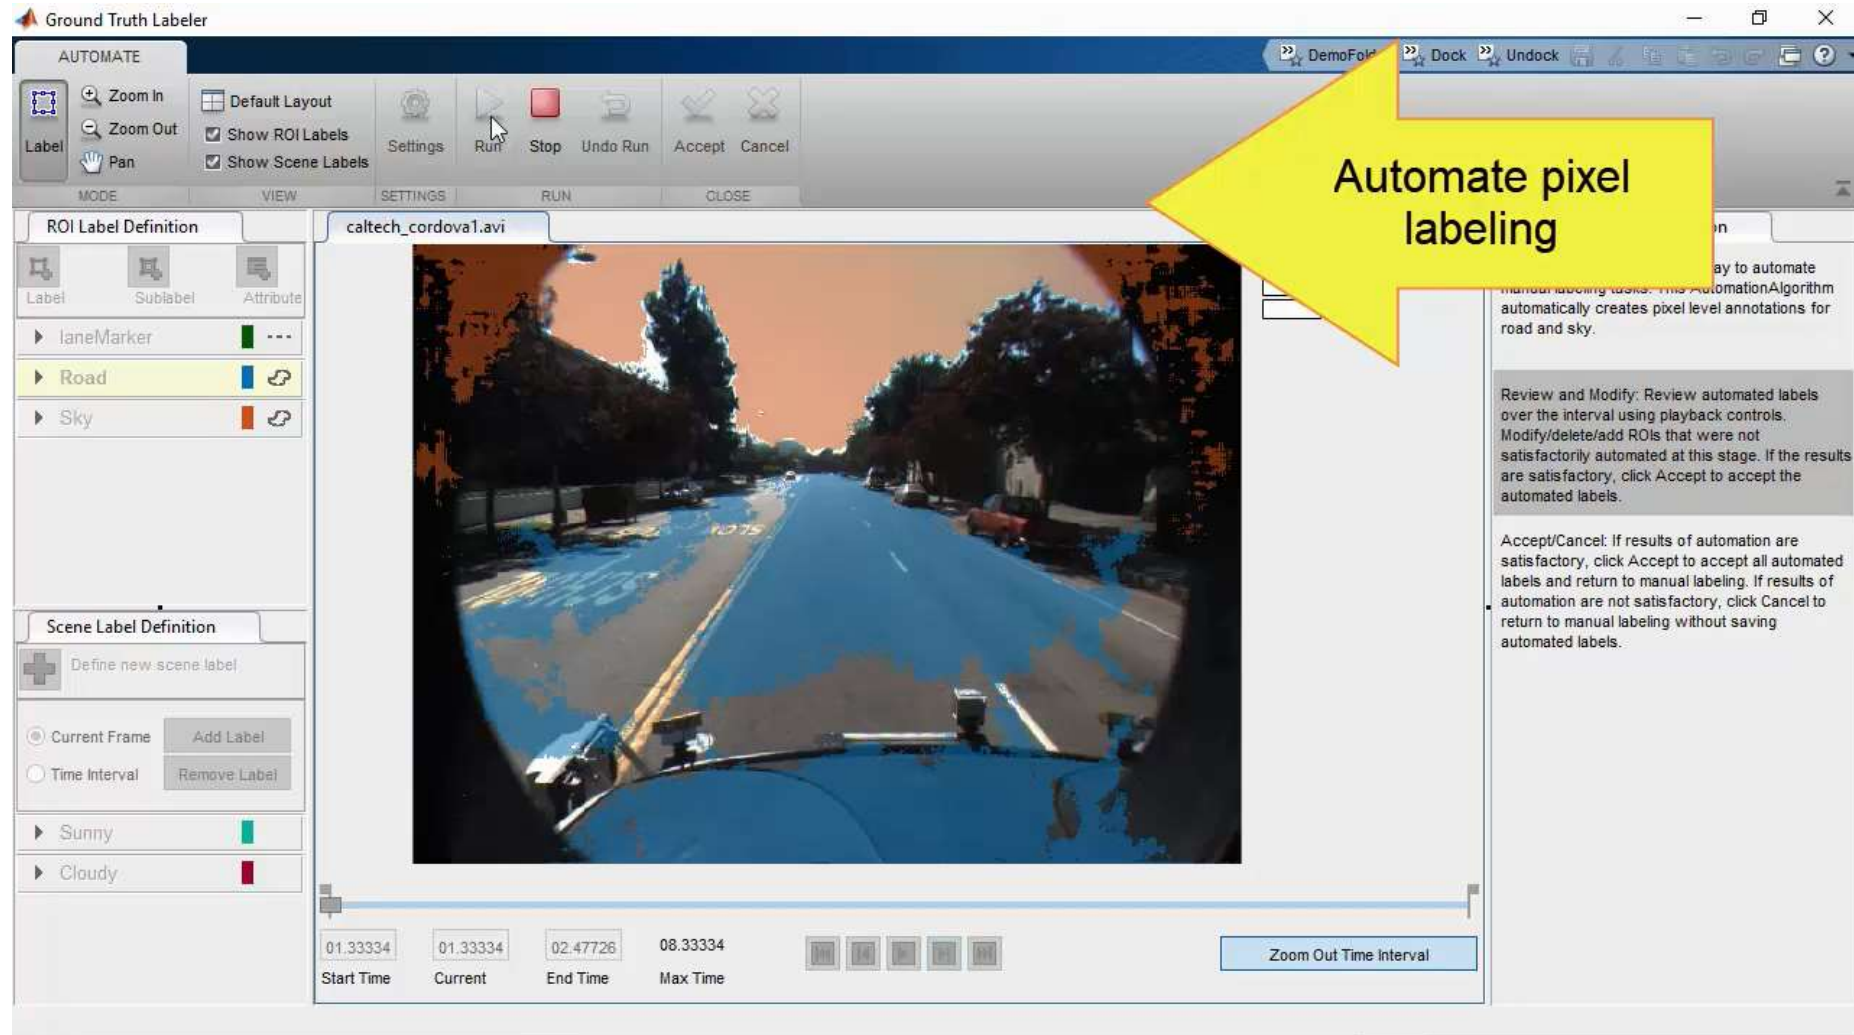 Ground Truth Labeler
AUTOMATE
Dock
Undock
Label
Zoom In
Zoom Out
Pan
Default Layout
Show ROI Labels
Show Scene Labels
Settings
Run
Stop
Undo Run
Accept
Cancel
MODE
VIEW
SETTINGS
RUN
CLOSE
Automate pixel
labeling
ROI Label Definition
Label
Sublabel
Attribute
laneMarker
Road
Sky
caltech_cordova1.avi
to automate
manual labeling tasks. This AutomationAlgorithm
automatically creates pixel level annotations for
road and sky.
Review and Modify: Review automated labels
over the interval using playback controls.
Modify/delete/add ROIs that were not
satisfactorily automated at this stage. If the results
are satisfactory, click Accept to accept the
automated labels.
Accept/Cancel: If results of automation are
satisfactory, click Accept to accept all automated
labels and return to manual labeling. If results of
automation are not satisfactory, click Cancel to
return to manual labeling without saving
automated labels.
Scene Label Definition
Define new scene label
Current Frame
Add Label
Time Interval
Remove Label
Sunny
Cloudy
01.33334
01.33334
02.47726
08.33334
Start Time
Current
End Time
Max Time
Zoom Out Time Interval